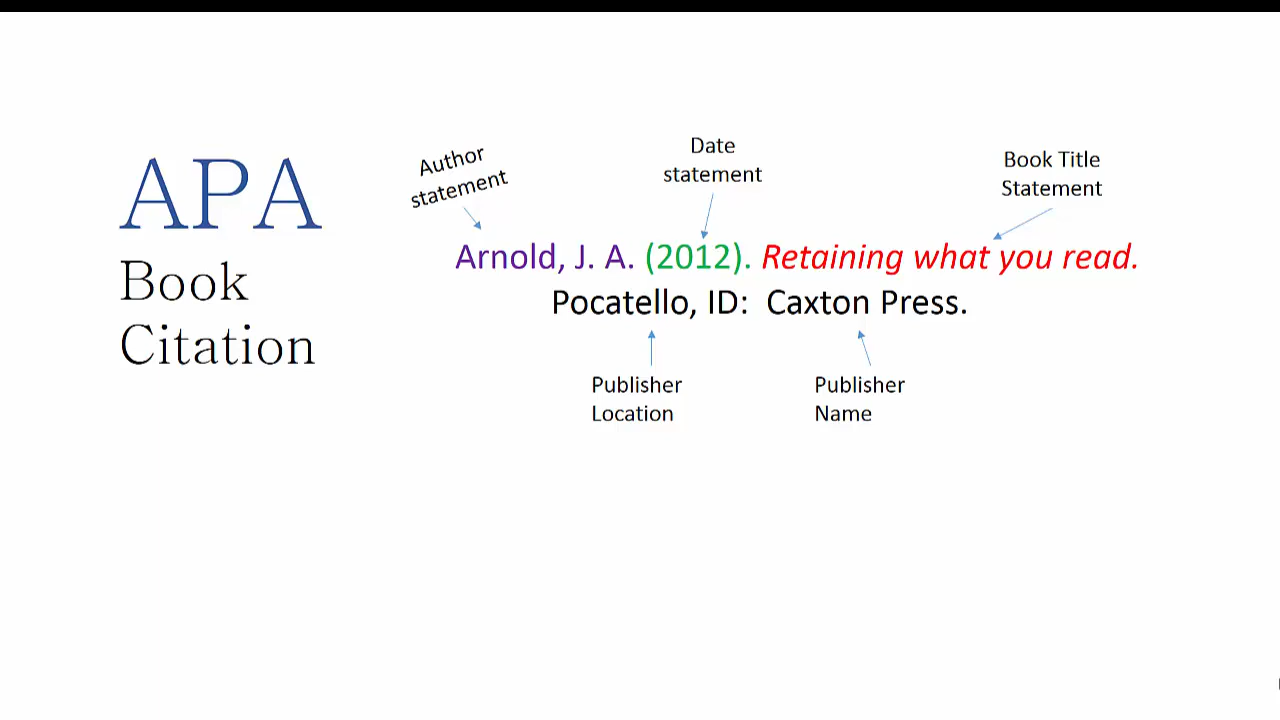 APA
Book
Citation
Author
statement
Date
statement
Book Title
Statement
Arnold, J. A. (2012). Retaining what you read.
Pocatello, ID:  Caxton Press.
Publisher
Location
Publisher
Name